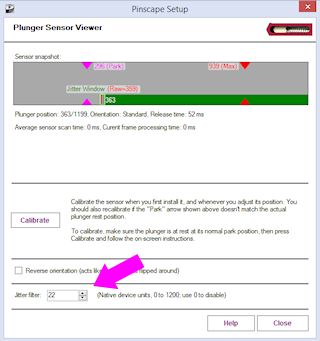 Pinscape Setup
Plunger Sensor Viewer
Sensor snapshot:
296 (Park)
939 (Max)
Jitter Window (Raw=359)
363
Plunger position: 363/1199, Orientation: Standard, Release time: 52 ms
Average sensor scan time: 0 ms, Current frame processing time: 0 ms
Calibrate the sensor when you first install it, and whenever you adjust its position. You
should also recalibrate if the "Park" arrow shown above doesn't match the actual
plunger rest position.
Calibrate
To calibrate, make sure the plunger is at rest at its normal park position, then press
Calibrate and follow the on-screen instructions.
Reverse orientation (acts like flipped around)
Jitter filter:
22
(Native device units, 0 to 1200: use 0 to disable)
Help
Close